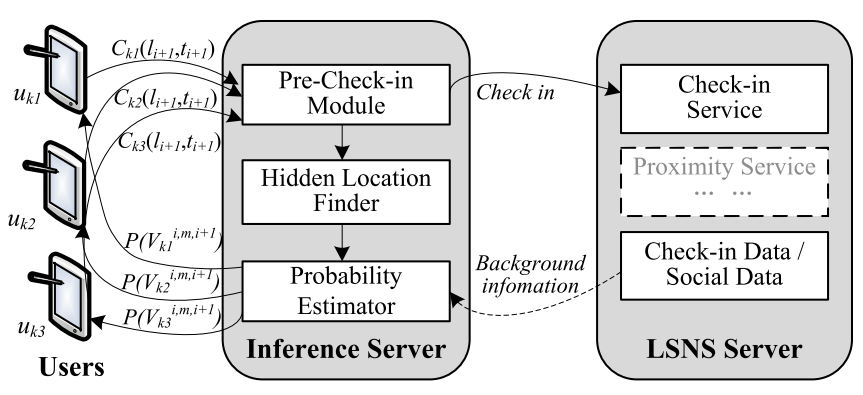 C_{k1}(l_{i+1},t_{i+1})
u_{k1}
C_{k2}(l_{i+1},t_{i+1})
C_{k3}(l_{i+1},t_{i+1})
u_{k2}
P(V_{k1}^{i,m,i+1})
P(V_{k2}^{i,m,i+1})
P(V_{k3}^{i,m,i+1})
u_{k3}
Users
Pre-Check-in
Module
Hidden Location
Finder
Probability
Estimator
Inference Server
Check in
Background
infomation
Check-in
Service
Proximity Service
... ...
Check-in Data /
Social Data
LSNS Server